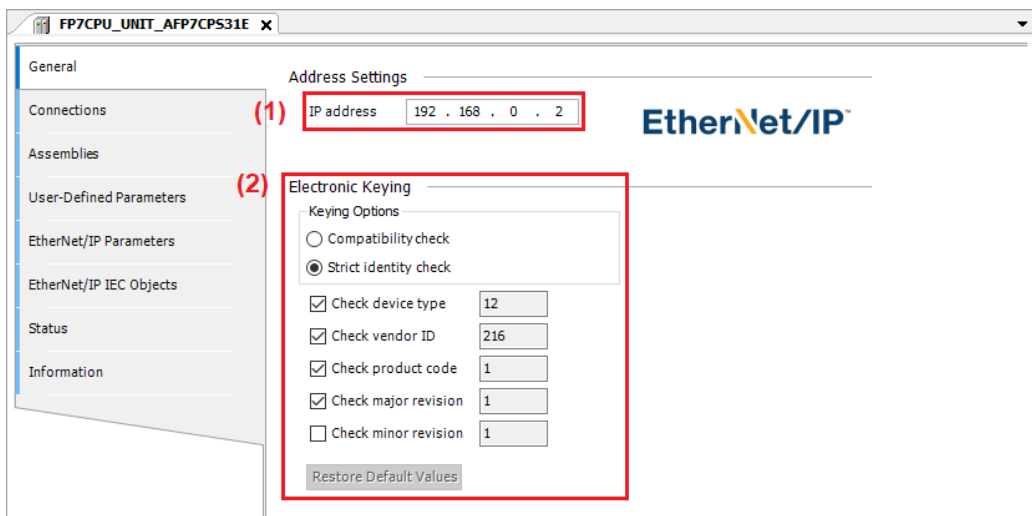 FP7CPU_UNIT_AFP7CPS31E
General
Connections
Assemblies
User-Defined Parameters
EtherNet/IP Parameters
EtherNet/IP IEC Objects
Status
Information
Address Settings
(1)
IP address 192 . 168 . 0 . 2
EtherNet/IP™
(2)
Electronic Keying
Keying Options
Compatibility check
Strict identity check
Check device type 12
Check vendor ID 216
Check product code 1
Check major revision 1
Check minor revision 1
Restore Default Values